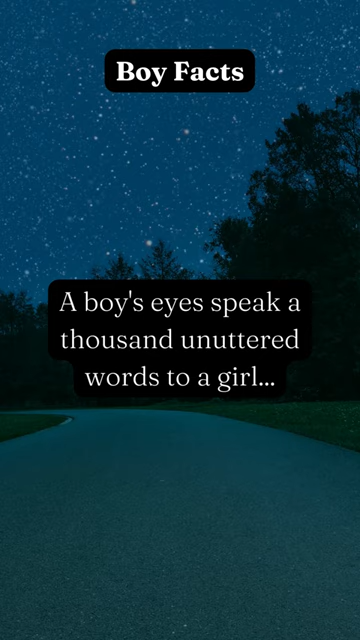 Boy Facts
A boy's eyes speak a
thousand unuttered
words to a girl...